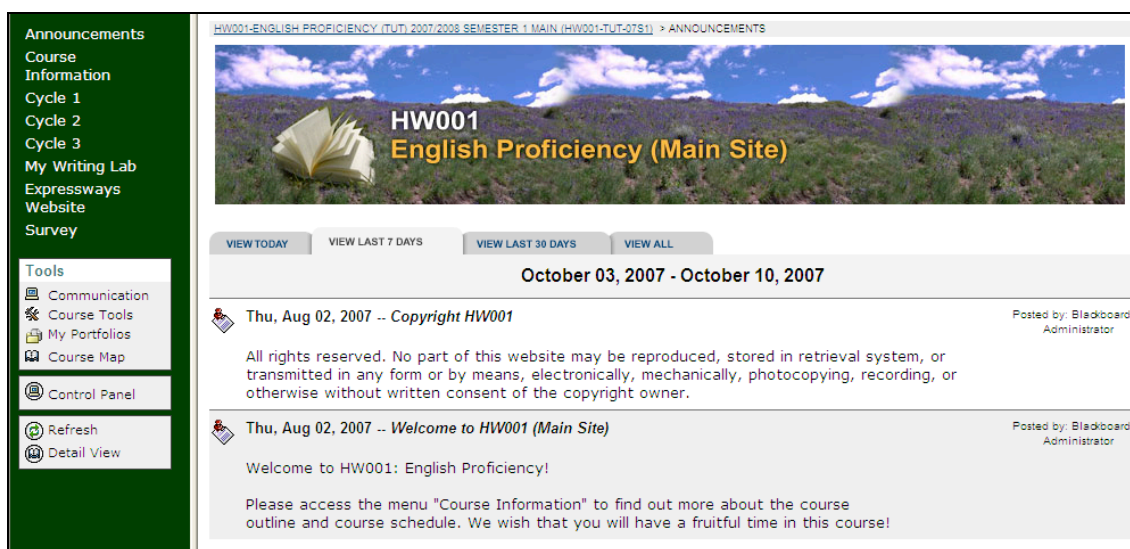 Announcements
Course
Information
Cycle 1
Cycle 2
Cycle 3
My Writing Lab
Expressways
Website
Survey
Tools
Communication
Course Tools
My Portfolios
Course Map
Control Panel
Refresh
Detail View
HW001-ENGLISH PROFICIENCY (TUT) 2007/2008 SEMESTER 1 MAIN (HW001-TUT-07S1) > ANNOUNCEMENTS
HW001
English Proficiency (Main Site)
VIEW TODAY VIEW LAST 7 DAYS VIEW LAST 30 DAYS VIEW ALL
October 03, 2007 - October 10, 2007
Thu, Aug 02, 2007 -- Copyright HW001
Posted by: Blackboard
Administrator
All rights reserved. No part of this website may be reproduced, stored in retrieval system, or
transmitted in any form or by means, electronically, mechanically, photocopying, recording, or
otherwise without written consent of the copyright owner.
Thu, Aug 02, 2007 -- Welcome to HW001 (Main Site)
Posted by: Blackboard
Administrator
Welcome to HW001: English Proficiency!
Please access the menu "Course Information" to find out more about the course
outline and course schedule. We wish that you will have a fruitful time in this course!